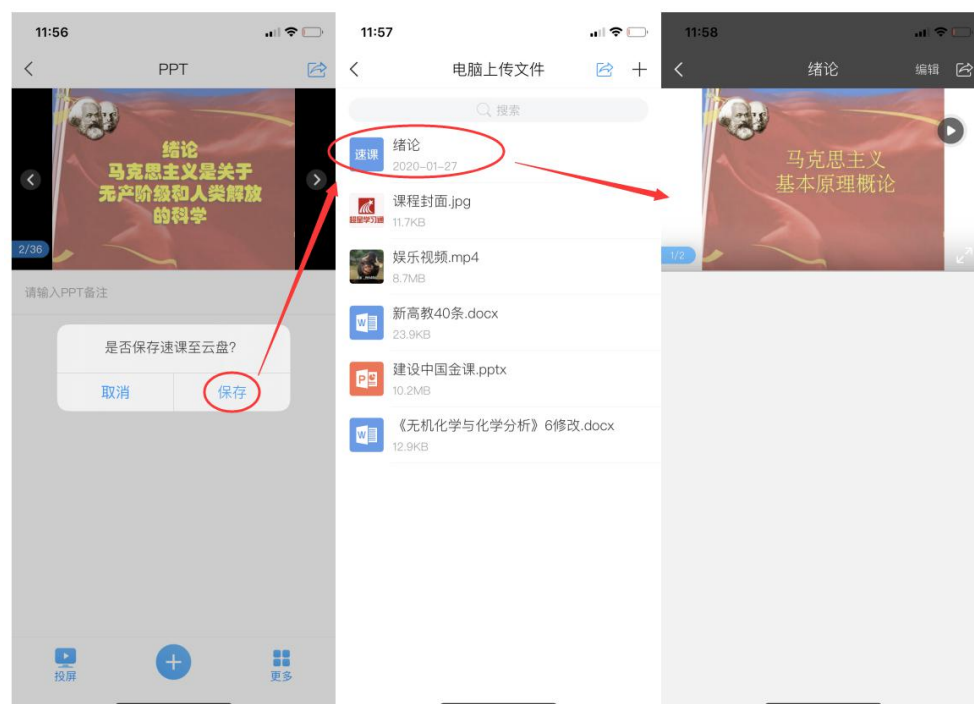 11:56
PPT
绪论
马克思主义是关于
无产阶级和人类解放
的科学
2/36
请输入PPT备注
是否保存速课至云盘?
取消
保存
投屏
更多
11:57
电脑上传文件
搜索
速课
绪论
2020-01-27
超星学习通
课程封面.jpg
11.7KB
娱乐视频.mp4
8.7MB
W
新高教40条.docx
23.9KB
P
建设中国金课.pptx
10.2MB
W
《无机化学与化学分析》6修改.docx
12.9KB
11:58
绪论
编辑
马克思主义
基本原理概论
1/2